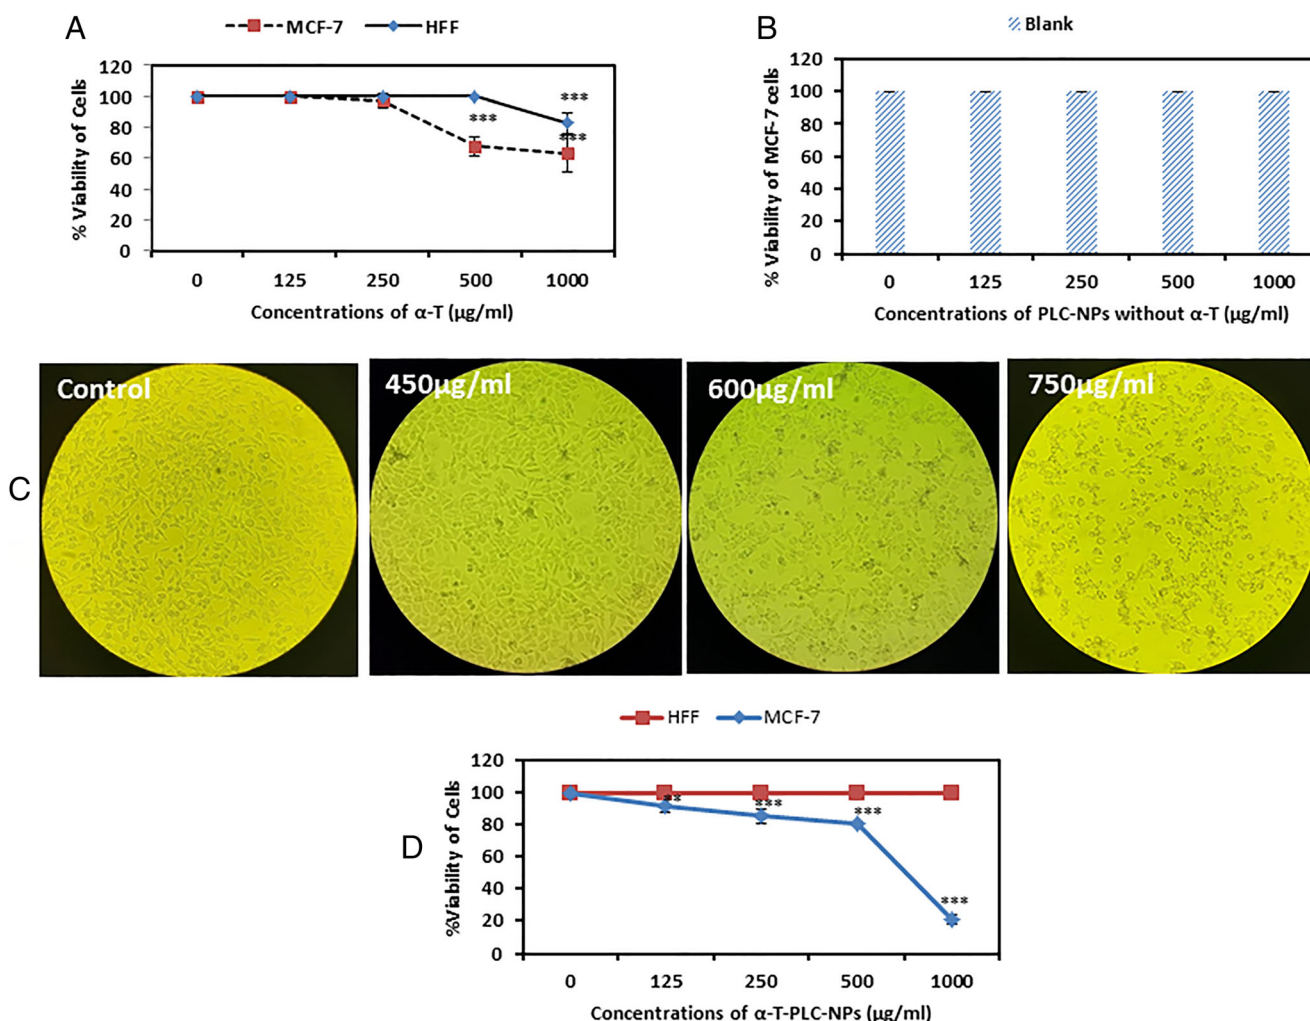 A
MCF-7
HFF
120
100
80
60
40
20
0
% Viability of Cells
***
***
***
0
125
250
500
1000
Concentrations of α-T (µg/ml)
B
Blank
120
100
80
60
40
20
0
% Viability of MCF-7 cells
0
125
250
500
1000
Concentrations of PLC-NPs without α-T (µg/ml)
C
Control
450µg/ml
600µg/ml
750µg/ml
D
HFF
MCF-7
120
100
80
60
40
20
0
%Viability of Cells
**
***
***
***
0
125
250
500
1000
Concentrations of α-T-PLC-NPs (µg/ml)